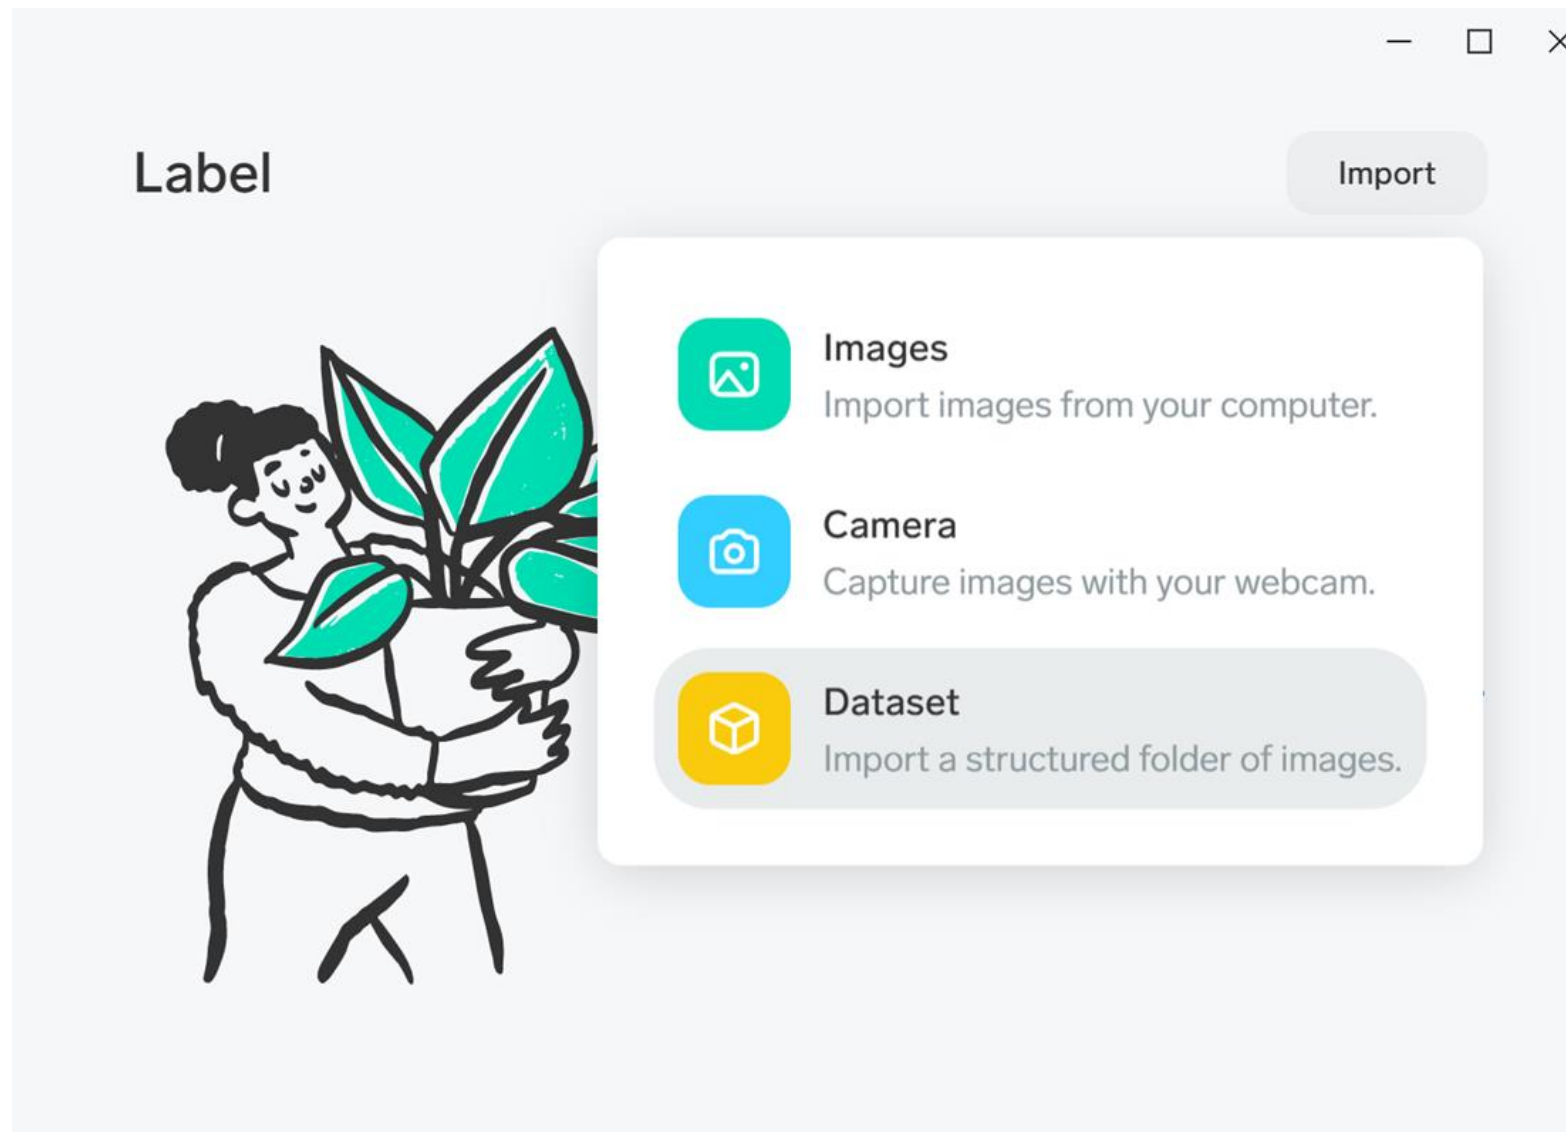 Label
Import
Images
Import images from your computer.
Camera
Capture images with your webcam.
Dataset
Import a structured folder of images.